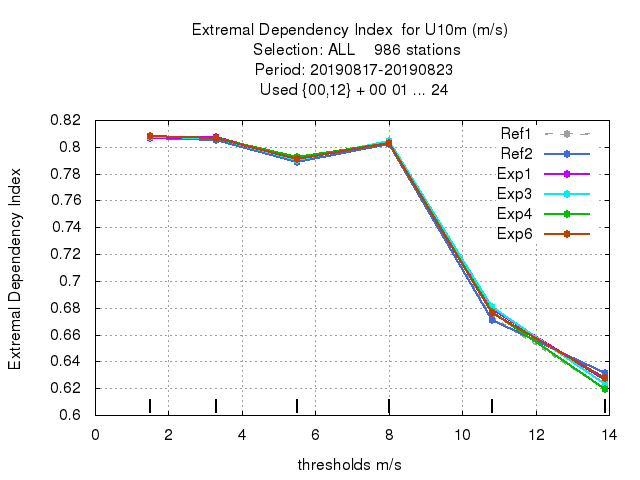 Extremal Dependency Index  for U10m (m/s)
Selection: ALL    986 stations
Period: 20190817-20190823
Used {00,12} + 00 01 ... 24
Extremal Dependency Index
0.82
0.8
0.78
0.76
0.74
0.72
0.7
0.68
0.66
0.64
0.62
0.6
Ref1
Ref2
Exp1
Exp3
Exp4
Exp6
0 2 4 6 8 10 12 14
thresholds m/s